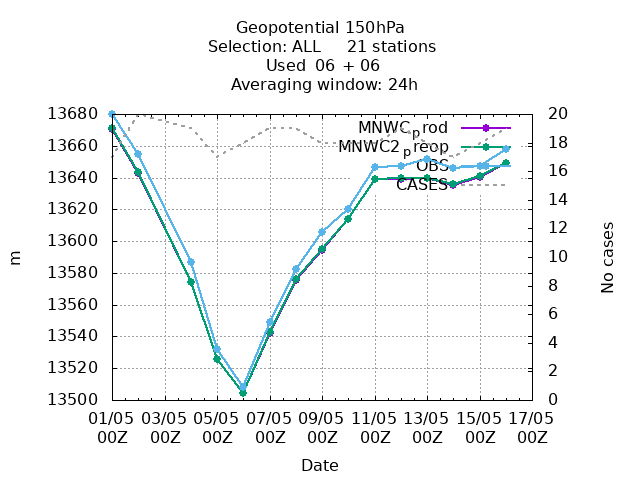 Geopotential 150hPa
Selection: ALL 21 stations
Used 06 + 06
Averaging window: 24h
MNWC_prod
MNWC2_preop
OBS
CASES
13680
13660
13640
13620
13600
13580
13560
13540
13520
13500
m
20
18
16
14
12
10
8
6
4
2
0
No cases
01/05 03/05 05/05 07/05 09/05 11/05 13/05 15/05 17/05
00Z 00Z 00Z 00Z 00Z 00Z 00Z 00Z 00Z
Date